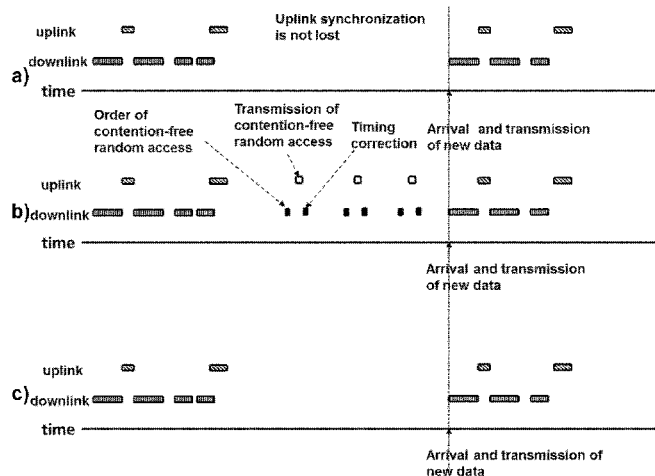 Uplink synchronization
is not lost
uplink
downlink
a)
time
Order of
contention-free
random access
Transmission of
contention-free
random access
Timing
correction
Arrival and transmission
of new data
uplink
b)
downlink
time
Arrival and transmission
of new data
uplink
c)
downlink
time
Arrival and transmission of
new data